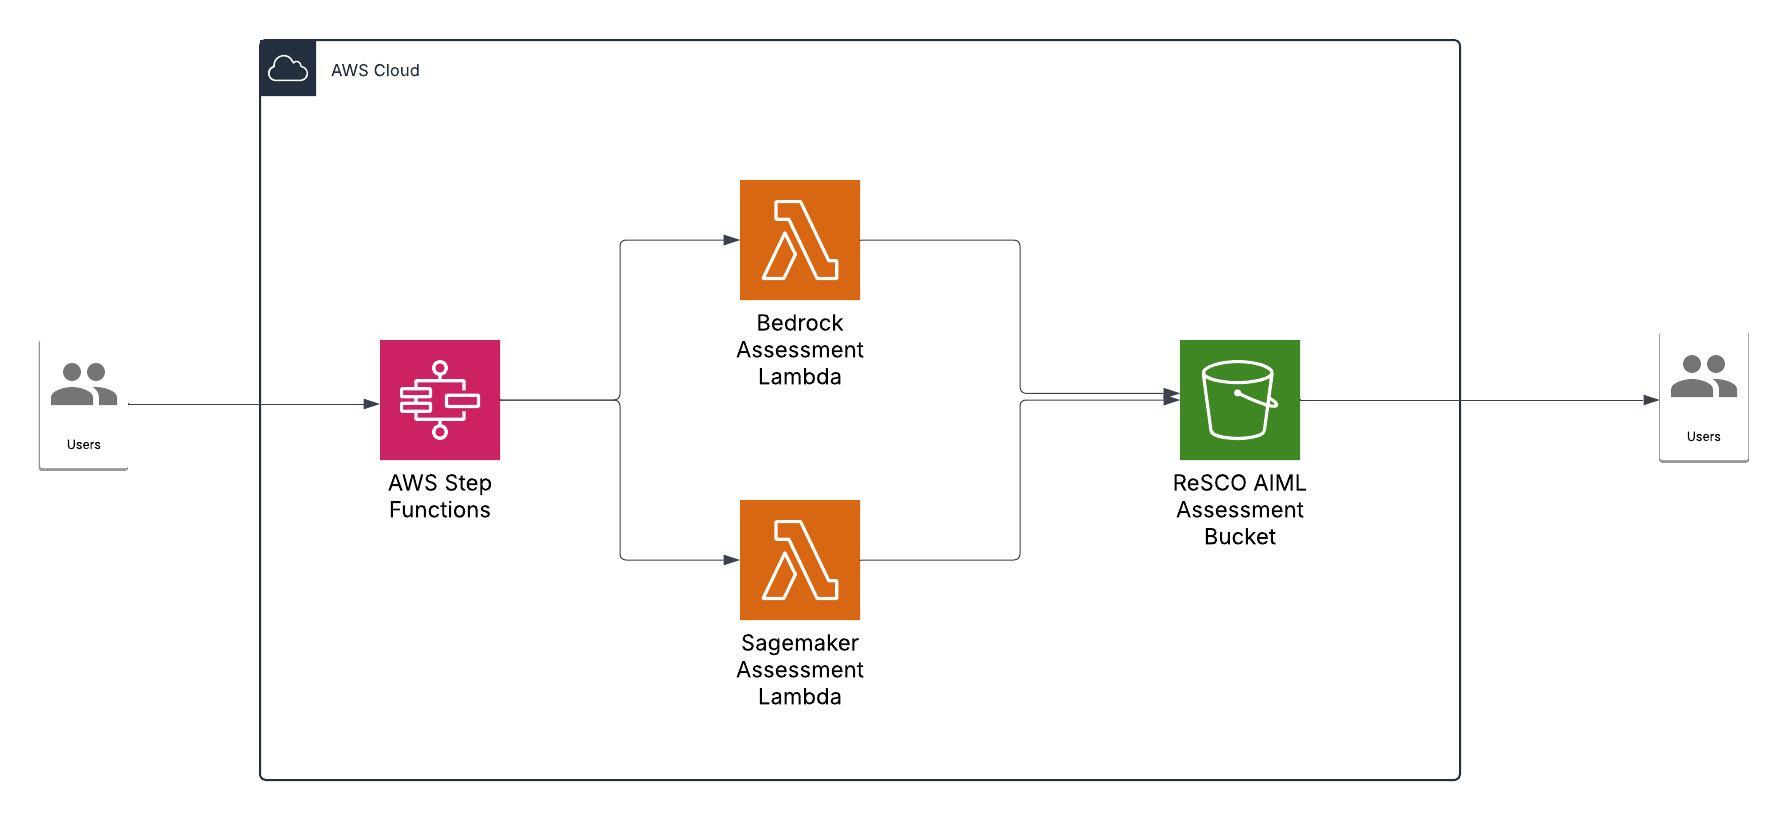 AWS Cloud
Users
AWS Step
Functions
Bedrock
Assessment
Lambda
Sagemaker
Assessment
Lambda
ReSCO AIML
Assessment
Bucket
Users